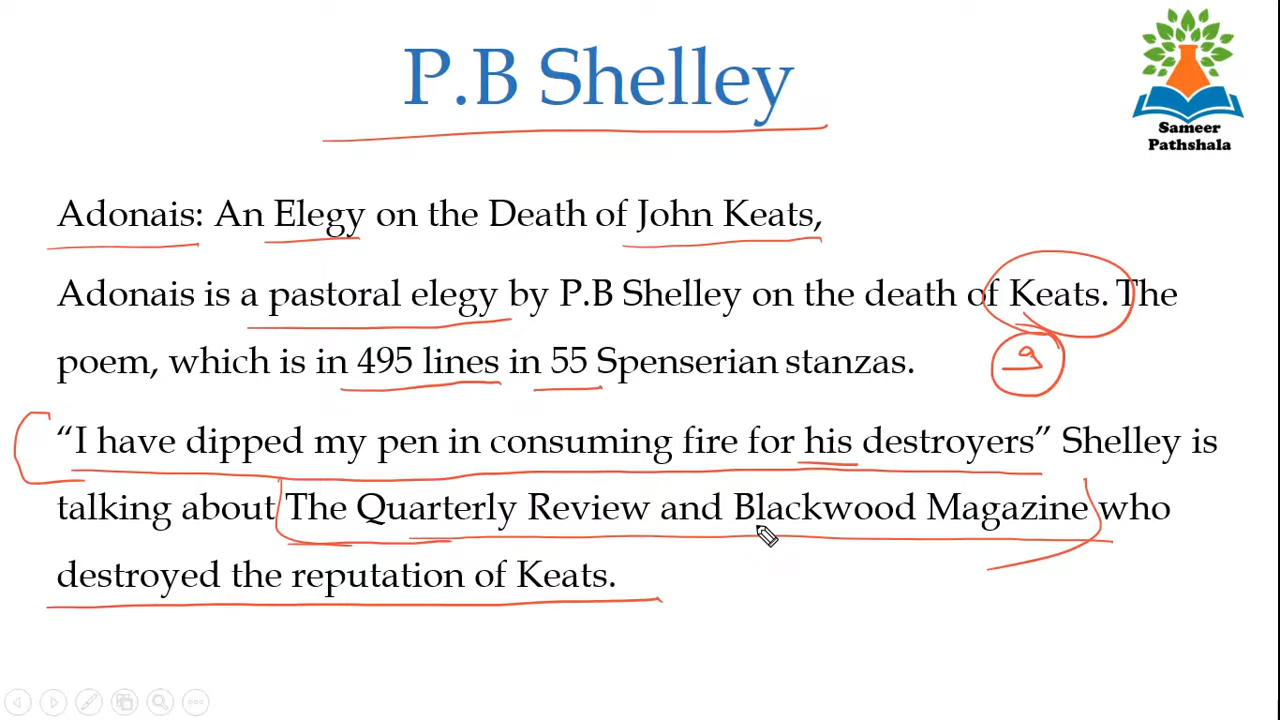 P.B Shelley
Sameer
Pathshala
Adonais: An Elegy on the Death of John Keats,
Adonais is a pastoral elegy by P.B Shelley on the death of Keats. The
poem, which is in 495 lines in 55 Spenserian stanzas.
9
“I have dipped my pen in consuming fire for his destroyers” Shelley is
talking about The Quarterly Review and Blackwood Magazine who
destroyed the reputation of Keats.